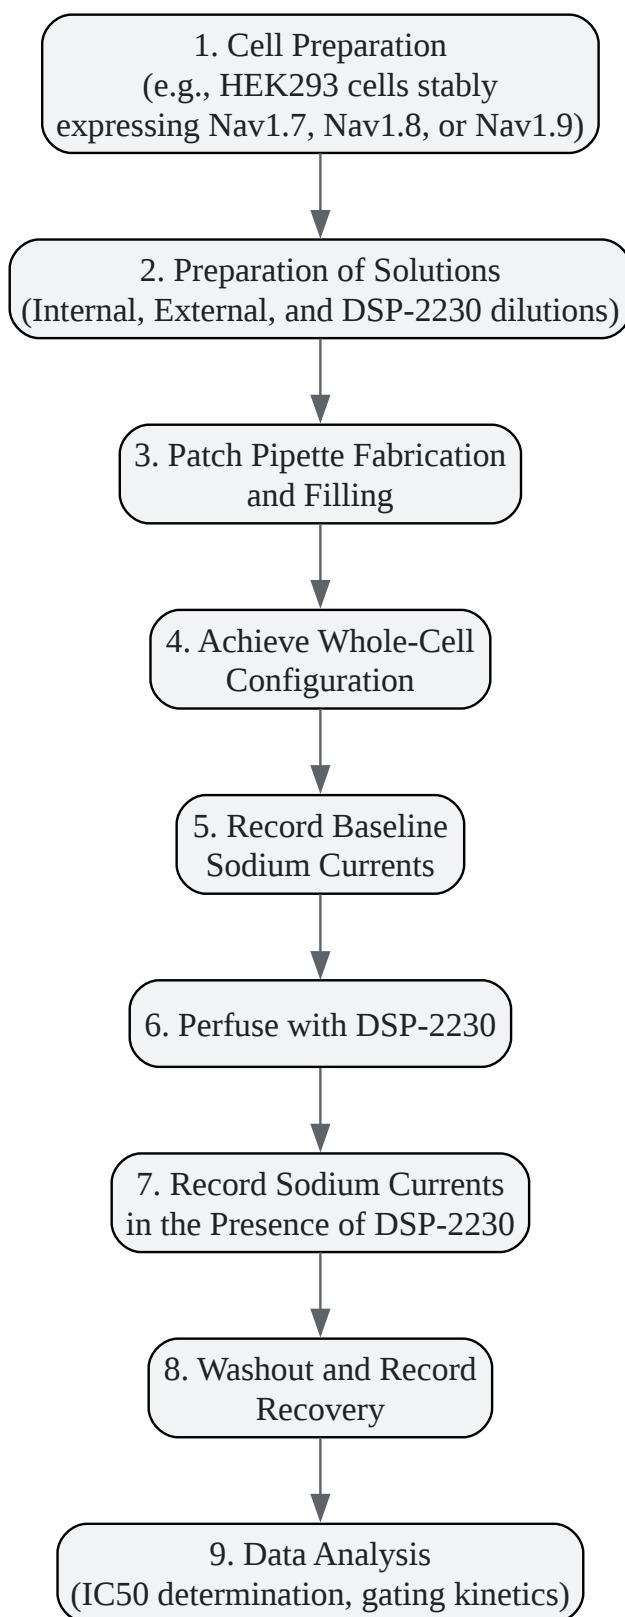 1. Cell Preparation
(e.g., HEK293 cells stably
expressing Nav1.7, Nav1.8, or Nav1.9)
2. Preparation of Solutions
(Internal, External, and DSP-2230 dilutions)
3. Patch Pipette Fabrication
and Filling
4. Achieve Whole-Cell
Configuration
5. Record Baseline
Sodium Currents
6. Perfuse with DSP-2230
7. Record Sodium Currents
in the Presence of DSP-2230
8. Washout and Record
Recovery
9. Data Analysis
(IC50 determination, gating kinetics)